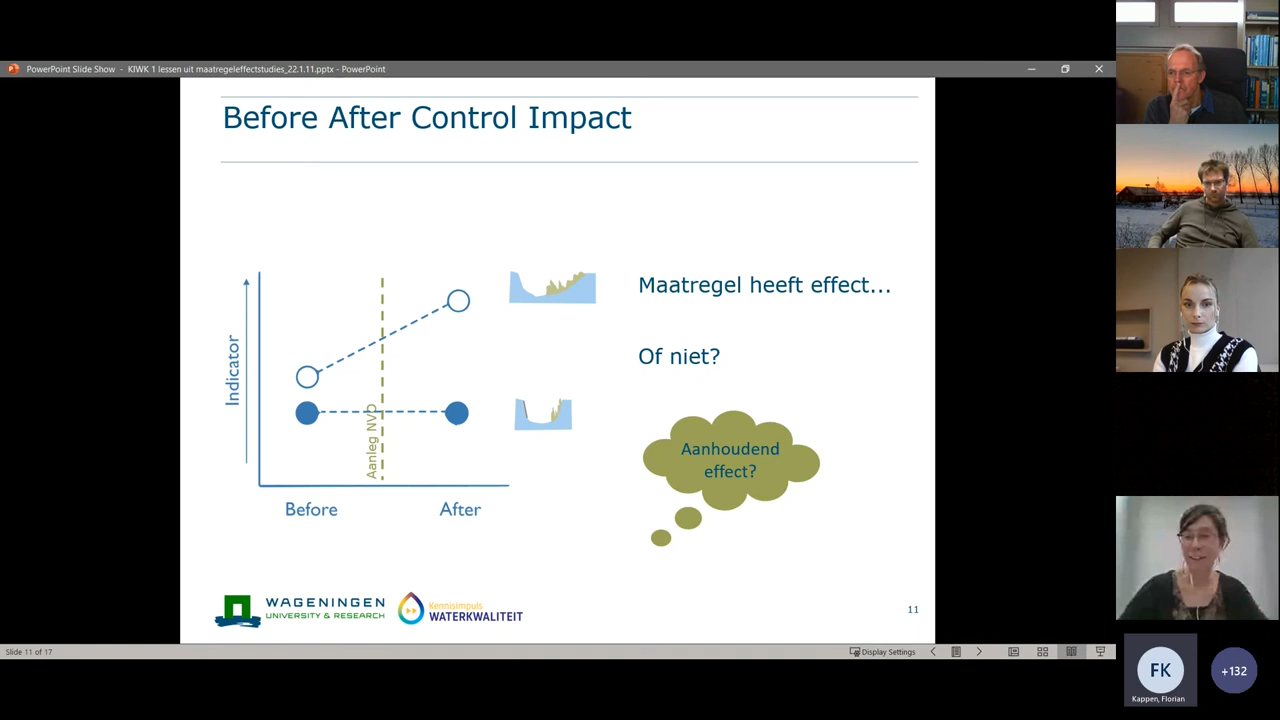 PowerPoint Slide Show - KIWK 1 lessen uit maatregeleffectstudies_22.1.11.pptx - PowerPoint
Before After Control Impact
Indicator
Aanleg NVO
Before
After
Maatregel heeft effect...
Of niet?
Aanhoudend
effect?
WAGENINGEN
UNIVERSITY & RESEARCH
Kennisimpuls
WATERKWALITEIT
11
Slide 11 of 17
Display Settings
FK
Kappen, Florian
+132